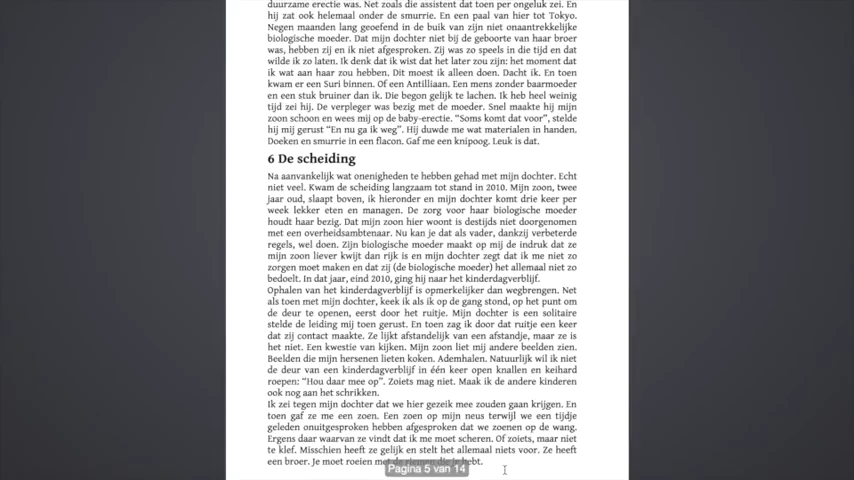 duurzame erectie was. Net zoals die assistent dat toen per ongeluk zei. En
hij zat ook helemaal onder de smurrie. En een paal van hier tot Tokyo.
Negen maanden lang geoefend in de buik van zijn niet onaantrekkelijke
biologische moeder. Dat mijn dochter niet bij de geboorte van haar broer
was, hebben zij en ik niet afgesproken. Zij was zo speels in die tijd en dat
wilde ik zo laten. Ik denk dat ik wist dat het later zou zijn: het moment dat
ik wat aan haar zou hebben. Dit moest ik alleen doen. Dacht ik. En toen
kwam er een Suri binnen. Of een Antilliaan. Een mens zonder baarmoeder
en een stuk bruiner dan ik. Die begon gelijk te lachen. Ik heb heel weinig
tijd zei hij. De verpleger was bezig met de moeder. Snel maakte hij mijn
zoon schoon en wees mij op de baby-erectie. “Soms komt dat voor”, stelde
hij mij gerust “En nu ga ik weg”. Hij duwde me wat materialen in handen.
Doeken en smurrie in een flacon. Gaf me een knipoog. Leuk is dat.
6 De scheiding
Na aanvankelijk wat onenigheden te hebben gehad met mijn dochter. Echt
niet veel. Kwam de scheiding langzaam tot stand in 2010. Mijn zoon, twee
jaar oud, slaapt boven, ik hieronder en mijn dochter komt drie keer per
week lekker eten en managen. De zorg voor haar biologische moeder
houdt haar bezig. Dat mijn zoon hier woont is destijds niet doorgenomen
met een overheidsambtenaar. Nu kan je dat als vader, dankzij verbeterde
regels, wel doen. Zijn biologische moeder maakt op mij de indruk dat ze
mijn zoon liever kwijt dan rijk is en mijn dochter zegt dat ik me niet zo
zorgen moet maken en dat zij (de biologische moeder) het allemaal niet zo
bedoelt. In dat jaar, eind 2010, ging hij naar het kinderdagverblijf.
Ophalen van het kinderdagverblijf is opmerkelijker dan wegbrengen. Net
als toen met mijn dochter, keek ik als ik op de gang stond, op het punt om
de deur te openen, eerst door het ruitje. Mijn dochter is een solitaire
stelde de leiding mij toen gerust. En toen zag ik door dat ruitje een keer
dat zij contact maakte. Ze lijkt afstandelijk van een afstandje, maar ze is
het niet. Een kwestie van kijken. Mijn zoon liet mij andere beelden zien.
Beelden die mijn hersenen lieten koken. Ademhalen. Natuurlijk wil ik niet
de deur van een kinderdagverblijf in één keer open knallen en keihard
roepen: “Hou daar mee op”. Zoiets mag niet. Maak ik de andere kinderen
ook nog aan het schrikken.
Ik zei tegen mijn dochter dat we hier gezeik mee zouden gaan krijgen. En
toen gaf ze me een zoen. Een zoen op mijn neus terwijl we een tijdje
geleden onuitgesproken hebben afgesproken dat we zoenen op de wang.
Ergens daar waarvan ze vindt dat ik me moet scheren. Of zoiets, maar niet
te klef. Misschien heeft ze gelijk en stelt het allemaal niets voor. Ze heeft
een broer. Je moet roeien met de riemen die je hebt.
Pagina 5 van 14